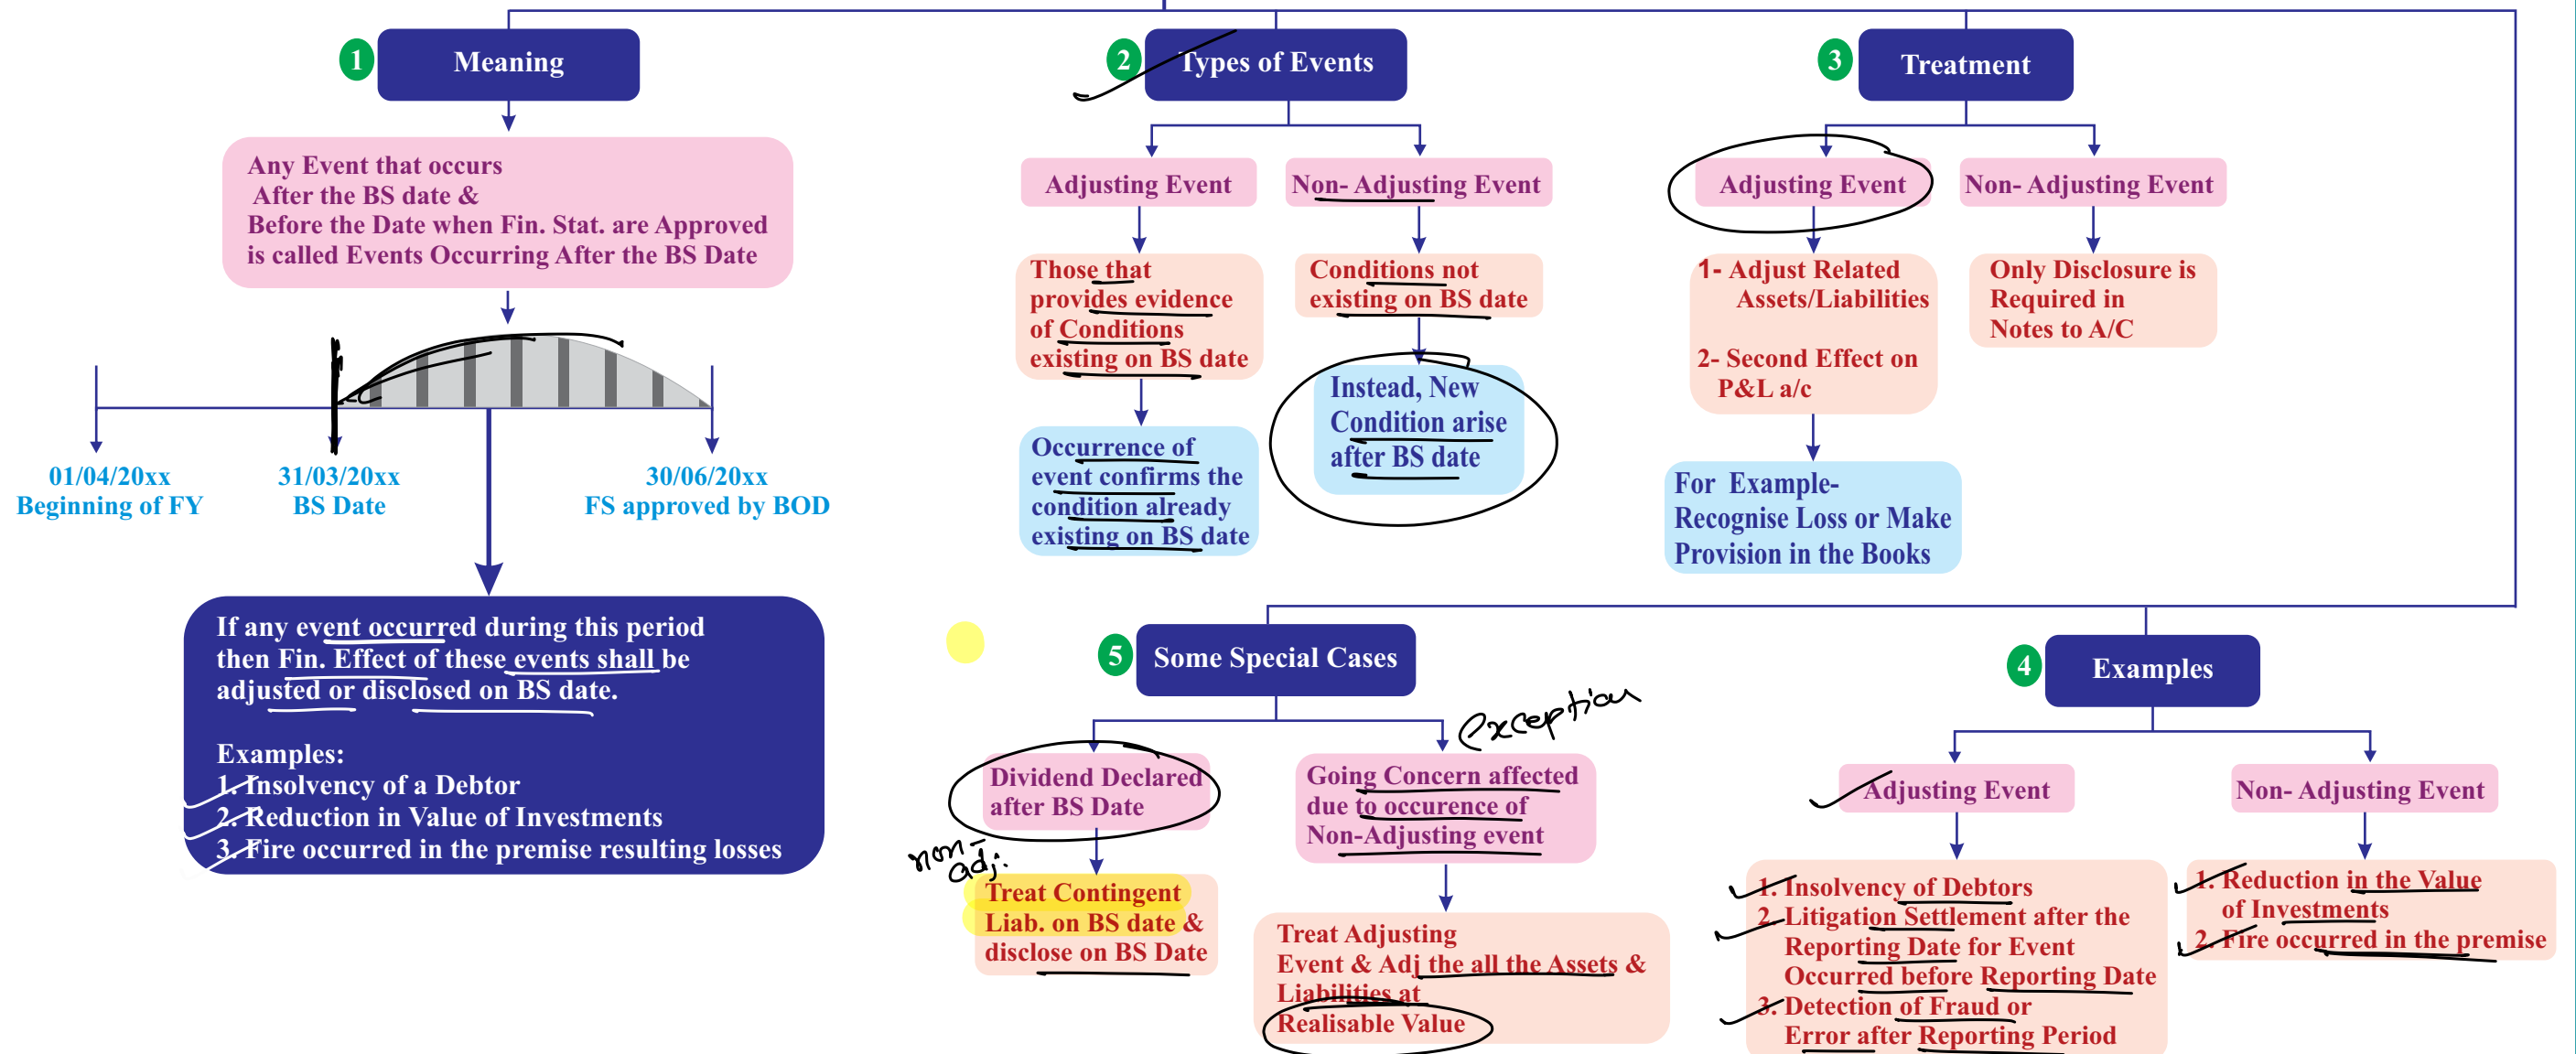 1 Meaning
Any Event that occurs
After the BS date &
Before the Date when Fin. Stat. are Approved
is called Events Occurring After the BS Date
01/04/20xx
Beginning of FY
31/03/20xx
BS Date
30/06/20xx
FS approved by BOD
If any event occurred during this period
then Fin. Effect of these events shall be
adjusted or disclosed on BS date.
Examples:
1. Insolvency of a Debtor
2. Reduction in Value of Investments
3. Fire occurred in the premise resulting losses
2 Types of Events
Adjusting Event
Those that
provides evidence
of Conditions
existing on BS date
Occurrence of
event confirms the
condition already
existing on BS date
Non- Adjusting Event
Conditions not
existing on BS date
Instead, New
Condition arise
after BS date
3 Treatment
Adjusting Event
1- Adjust Related
Assets/Liabilities
2- Second Effect on
P&L a/c
For Example-
Recognise Loss or Make
Provision in the Books
Non- Adjusting Event
Only Disclosure is
Required in
Notes to A/C
5 Some Special Cases
Dividend Declared
after BS Date
non-
adj:
Treat Contingent
Liab. on BS date &
disclose on BS Date
exception
Going Concern affected
due to occurence of
Non-Adjusting event
Treat Adjusting
Event & Adj the all the Assets &
Liabilities at
Realisable Value
4 Examples
Adjusting Event
1. Insolvency of Debtors
2. Litigation Settlement after the
Reporting Date for Event
Occurred before Reporting Date
3. Detection of Fraud or
Error after Reporting Period
Non- Adjusting Event
1. Reduction in the Value
of Investments
2. Fire occurred in the premise